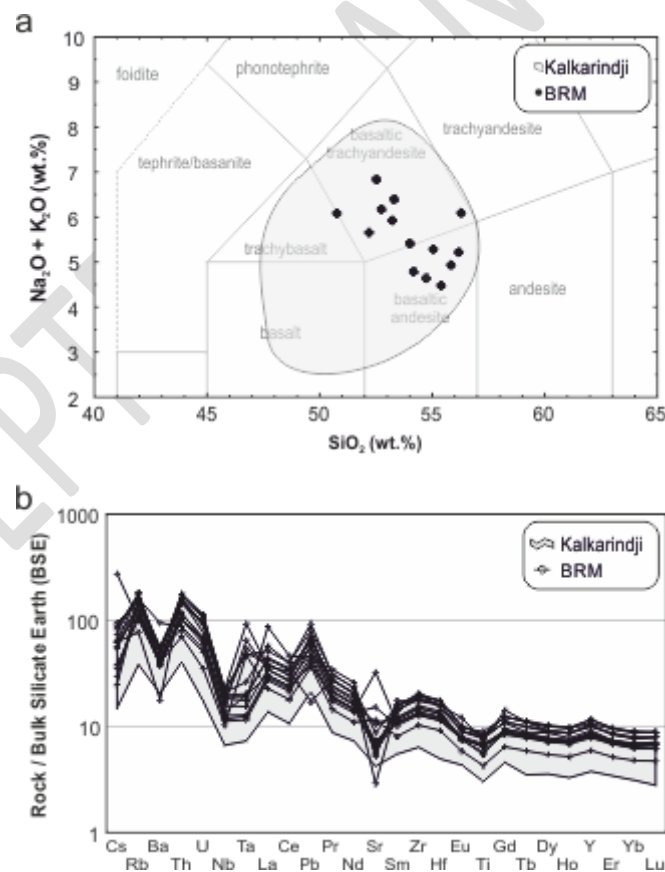 a
10
9
8
7
6
5
4
3
2
Na₂O + K₂O (wt.%)
foidite
phonotephrite
Kalkarindji
BRM
basaltic
trachyandesite
trachyandesite
tephrite/basanite
trachybasalt
andesite
basaltic
andesite
basalt
40
45
50
55
60
65
SiO₂ (wt.%)
b
1000
100
10
1
Rock / Bulk Silicate Earth (BSE)
Kalkarindji
BRM
Cs Ba U Ta Ce Pr Sr Zr Eu Gd Dy Y Yb
Rb Th Nb La Pb Nd Sm Hf Ti Tb Ho Er Lu